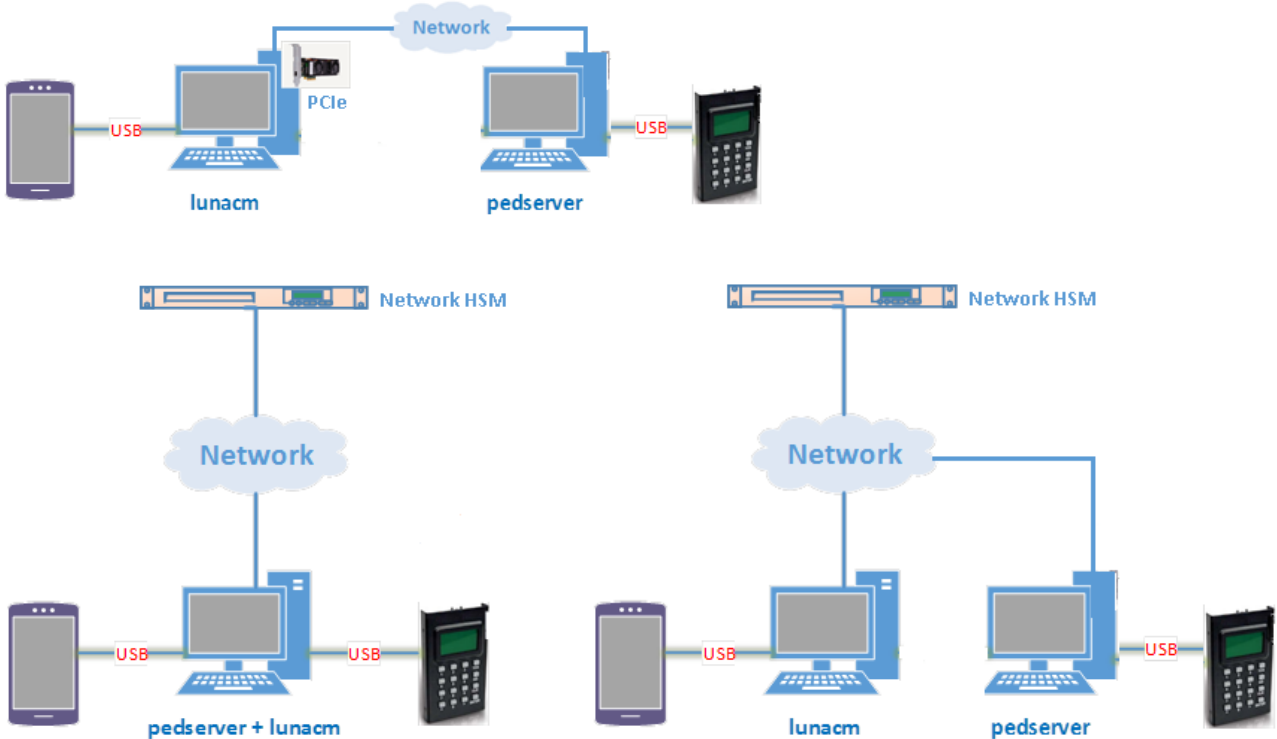 Network
PCIe
USB
USB
lunacm
pedserver
Network HSM
Network
USB
USB
pedserver + lunacm
Network HSM
Network
USB
USB
lunacm
pedserver